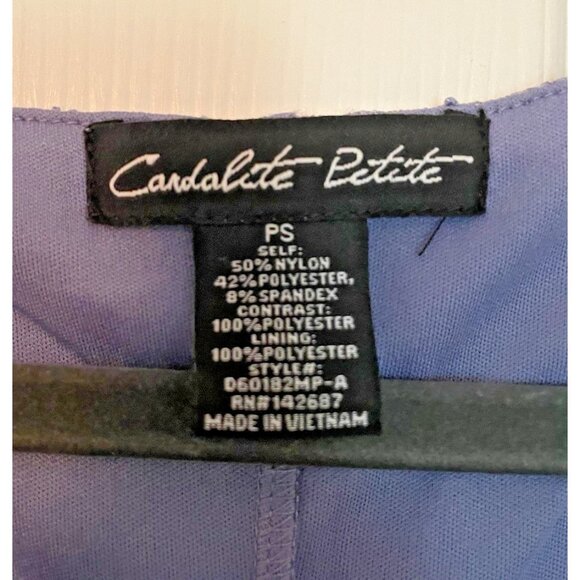 Candalite Petite
PS
SELF:
50% NYLON
42% POLYESTER,
8% SPANDEX
CONTRAST:
100% POLYESTER
LINING:
100% POLYESTER
STYLE#:
D60182MP-A
RN#142687
MADE IN VIETNAM